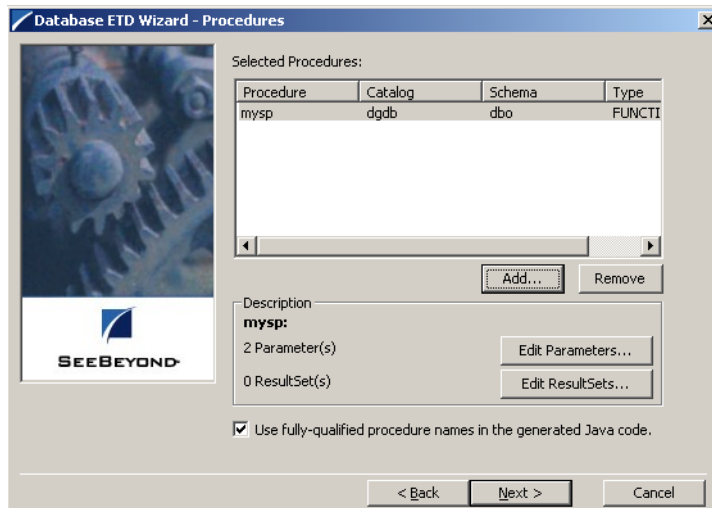 Database ETD Wizard - Procedures
Selected Procedures:
Procedure Catalog Schema Type
mysp dgdb dbo FUNCTI
Add... Remove
SEEBEYOND
Description
mysp:
2 Parameter(s) Edit Parameters...
0 ResultSet(s) Edit ResultSets...
Use fully-qualified procedure names in the generated Java code.
< Back Next > Cancel